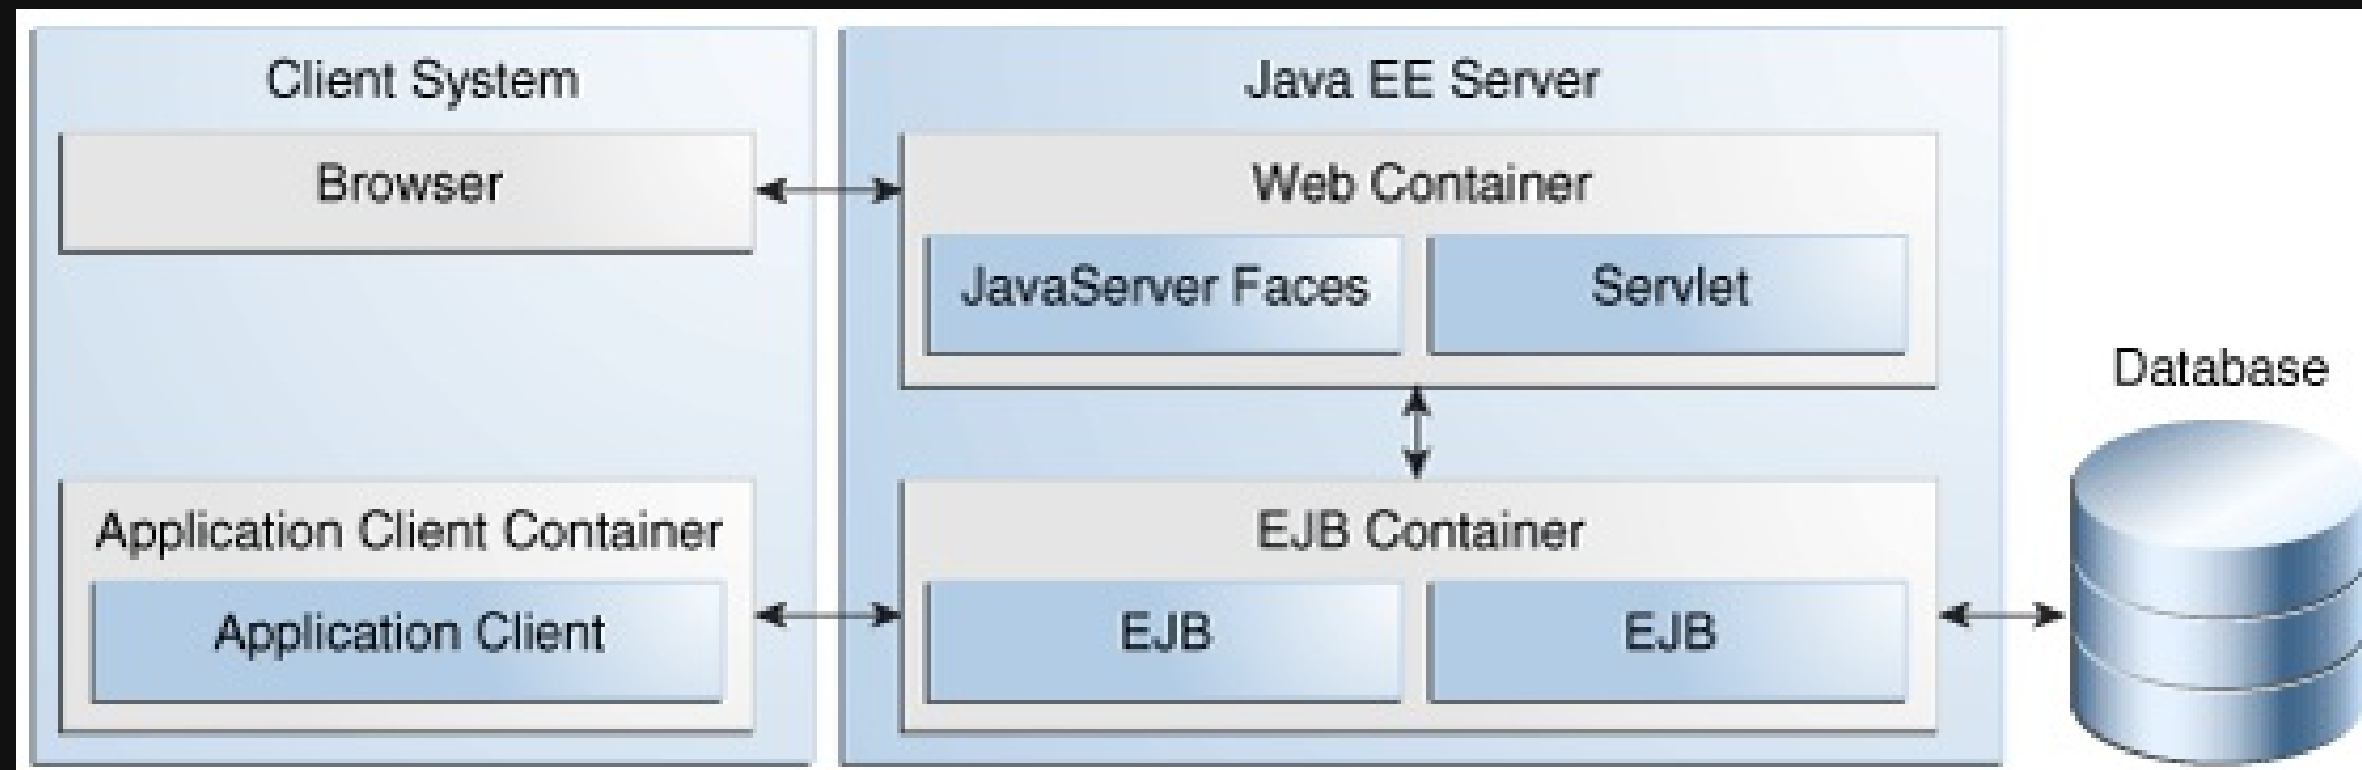 Client System
Browser
Application Client Container
Application Client
Java EE Server
Web Container
JavaServer Faces
Servlet
EJB Container
EJB
EJB
Database